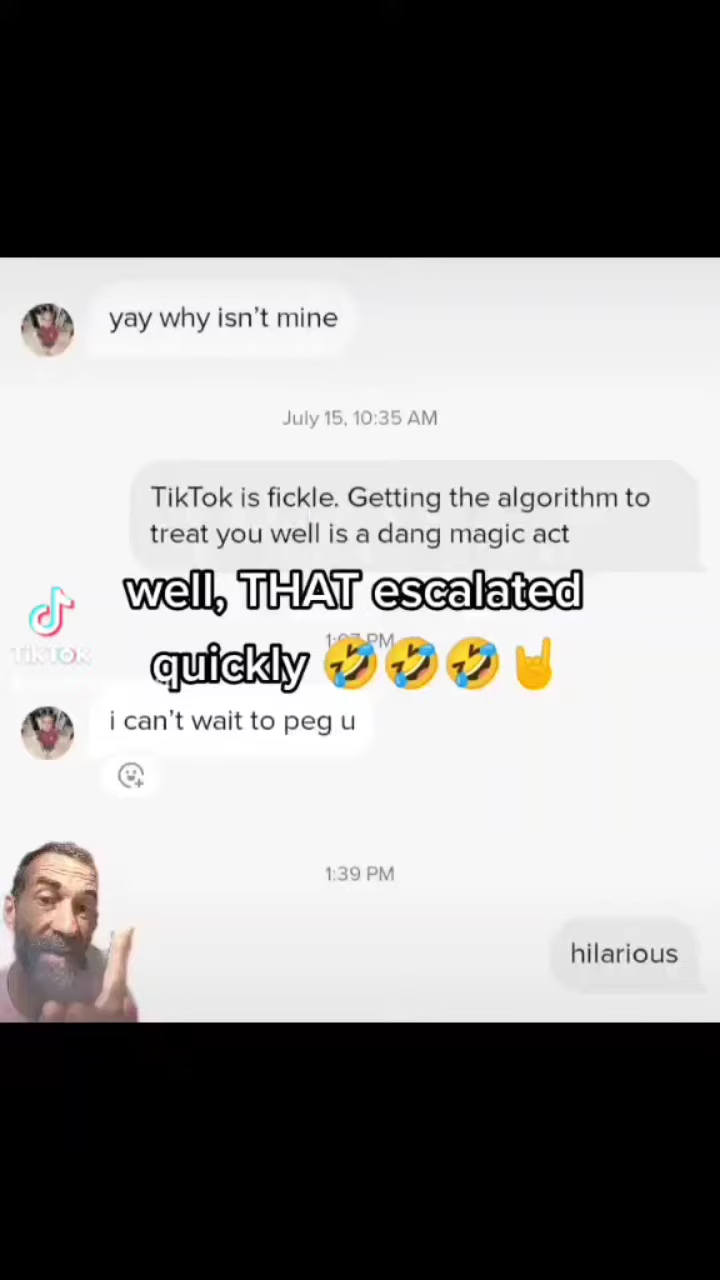 yay why isn't mine
July 15, 10:35 AM
TikTok is fickle. Getting the algorithm to
treat you well is a dang magic act
well, THAT escalated
quickly 🤣🤣🤣🤘
TikTok
i can't wait to peg u
1:39 PM
hilarious